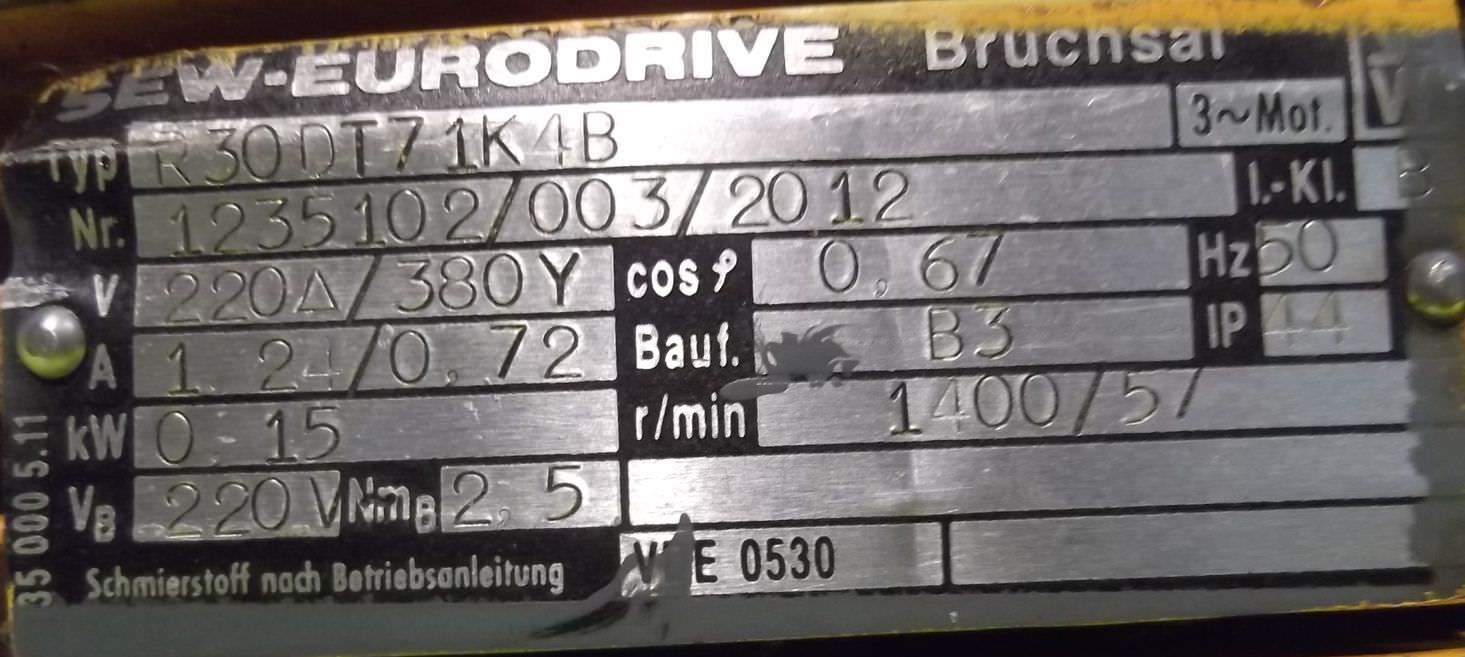 SEW-EURODRIVE Bruchsal
Typ R30DT71K4B 3~Mot.
Nr. 1235102/003/2012 I.-Kl. B
V 220Δ/380Y cos φ 0,67 Hz 50
A 1.24/0,72 Bauf. B3 IP 44
kW 0.15 r/min 1400/57
VB 220V NmB 2,5
Schmierstoff nach Betriebsanleitung E 0530
35 000 5.11